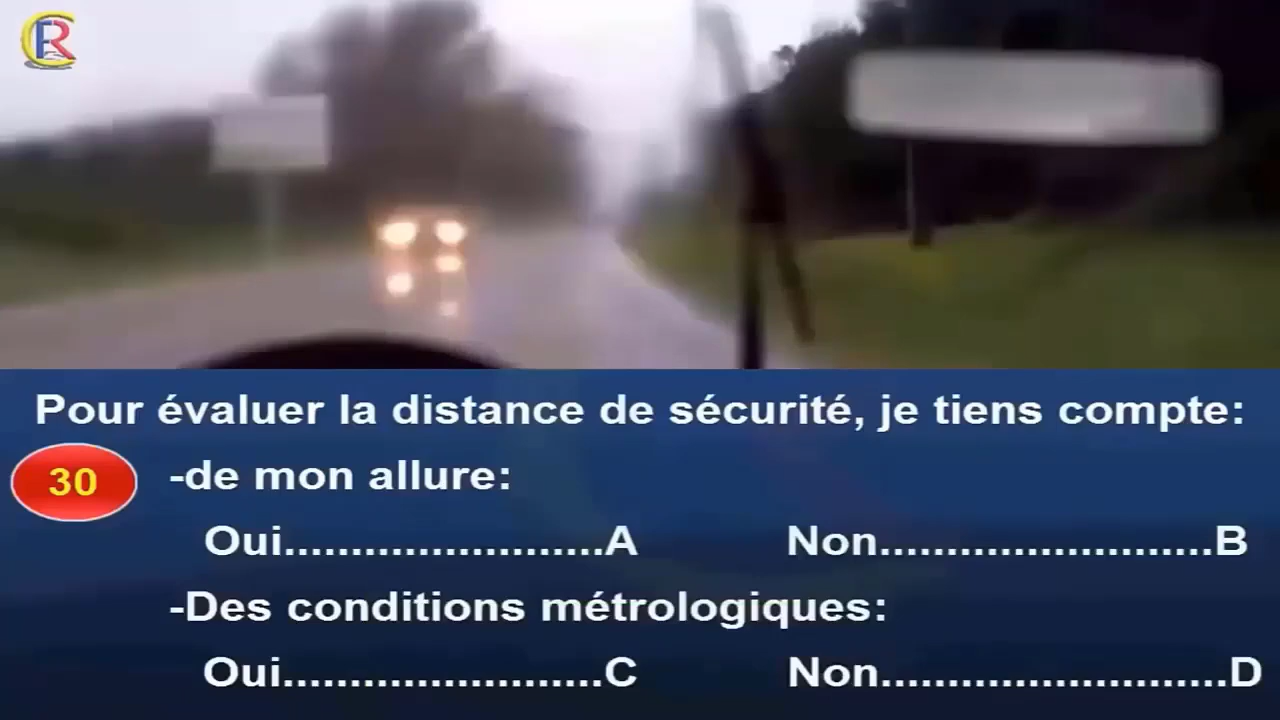 CFR
Pour évaluer la distance de sécurité, je tiens compte:
30 -de mon allure:
Oui........................A Non.........................B
-Des conditions métrologiques:
Oui........................C Non..........................D